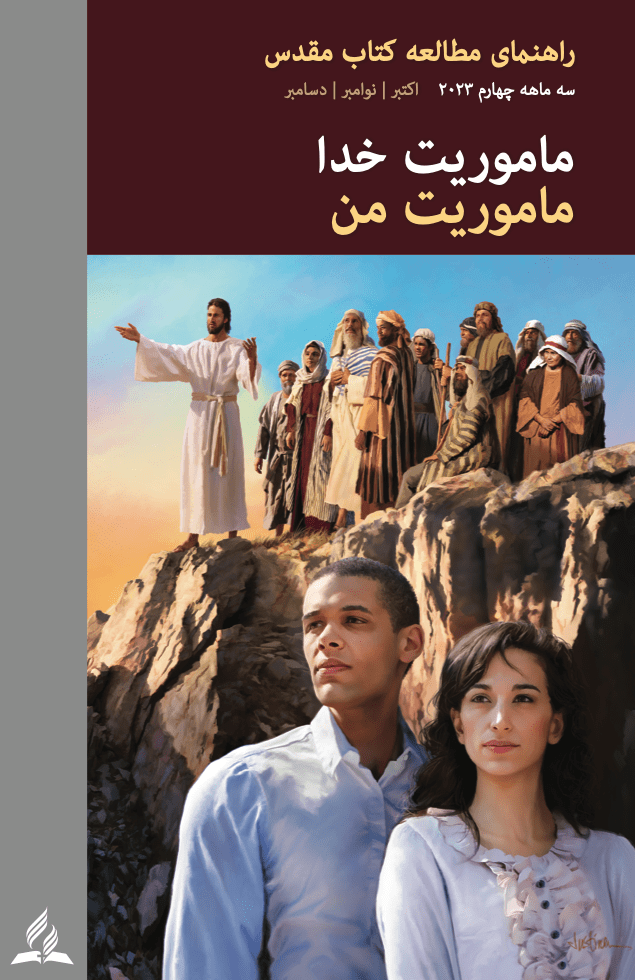 راهنمای مطالعه کتاب مقدس
سه ماهه چهارم ۲۰۲۳ اکتبر | نوامبر | دسامبر
ماموریت خدا
ماموریت من